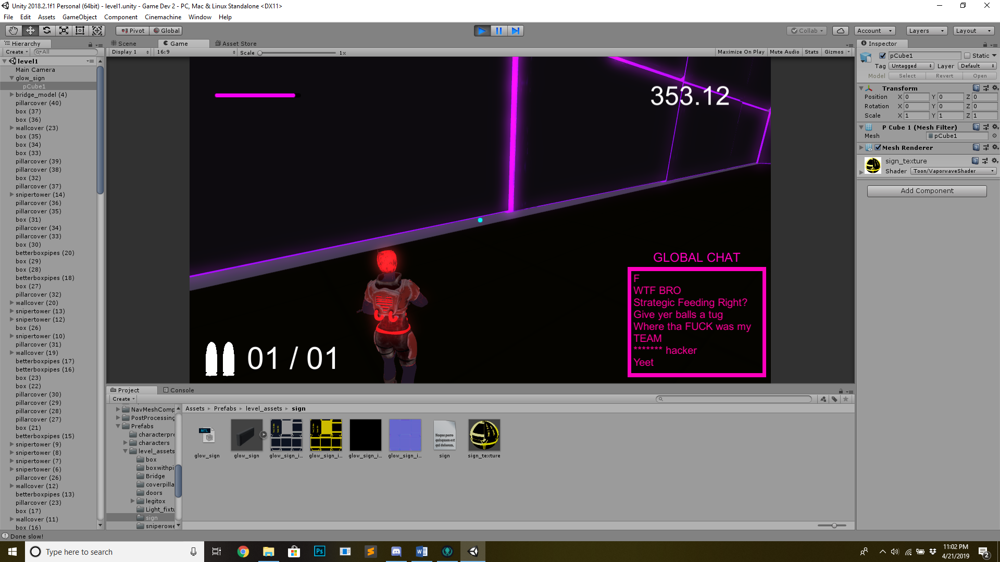 Unity 2018.2.1f1 Personal (64bit) - level1.unity - Game Dev 2 - PC, Mac & Linux Standalone <DX11>
File Edit Assets GameObject Component Cinemachine Window Help
Pivot Global Collab Account Layers Layout
Hierarchy
Create All
level1
Main Camera
glow_sign
pCube1
bridge_model (4)
pillarcover (40)
box (37)
box (36)
wallcover (23)
box (35)
box (34)
box (33)
pillarcover (39)
pillarcover (38)
box (32)
pillarcover (37)
snipertower (14)
pillarcover (36)
pillarcover (35)
box (31)
pillarcover (34)
pillarcover (33)
box (30)
betterboxpipes (20)
box (29)
box (28)
betterboxpipes (18)
box (27)
pillarcover (32)
wallcover (20)
snipertower (13)
snipertower (12)
box (26)
snipertower (10)
pillarcover (31)
wallcover (19)
betterboxpipes (17)
betterboxpipes (16)
box (23)
box (22)
pillarcover (30)
pillarcover (29)
pillarcover (28)
pillarcover (27)
box (21)
betterboxpipes (15)
snipertower (9)
snipertower (8)
snipertower (7)
snipertower (6)
pillarcover (26)
wallcover (12)
betterboxpipes (13)
pillarcover (23)
box (17)
wallcover (11)
box (16)
Scene Game Asset Store
Display 1 16:9 Scale 1x Maximize On Play Mute Audio Stats Gizmos
353.12
GLOBAL CHAT
F
WTF BRO
Strategic Feeding Right?
Give yer balls a tug
Where tha FUCK was my
TEAM
******* hacker
Yeet
01 / 01
Inspector
pCube1 Static
Tag Untagged Layer Default
Model Select Revert Open
Transform
Position X 0 Y 0 Z 0
Rotation X 0 Y 0 Z 0
Scale X 1 Y 1 Z 1
P Cube 1 (Mesh Filter)
Mesh pCube1
Mesh Renderer
sign_texture
Shader Toon/VaporwaveShader
Add Component
Project Console
Create
NavMeshComp
PostProcessing
Prefabs
characterpre
characters
level_assets
box
boxwithpi
Bridge
coverpilla
doors
legitox
Light_fixtu
sign
sniperowe
Assets Prefabs level_assets sign
MTL
Neque porro
quisquam est
qui dolorem.
glow_sign glow_sign glow_sign_i... glow_sign_i... glow_sign_i... glow_sign_i... sign sign_texture
Done slow!
Type here to search
Ps
11:02 PM
4/21/2019
2